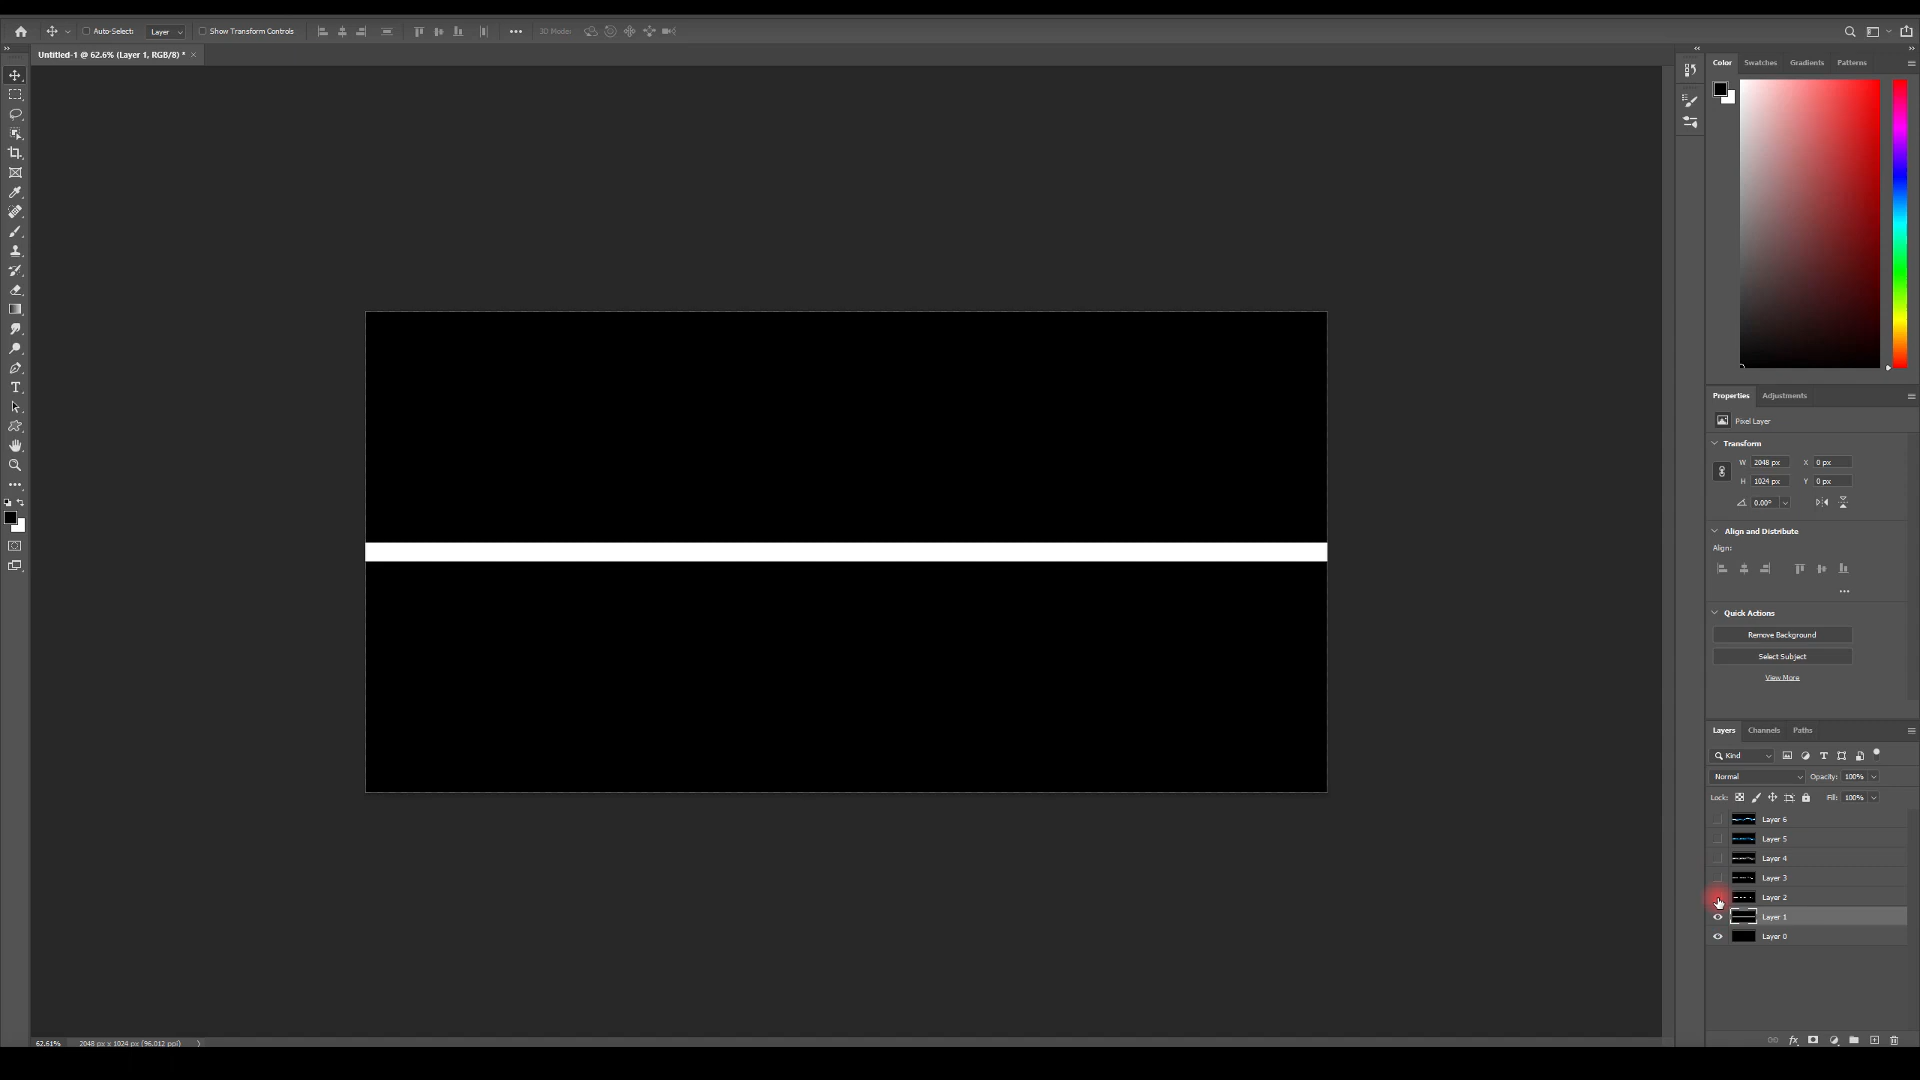 Auto-Select:
Layer
Show Transform Controls
3D Mode:
Untitled-1 @ 62.6% (Layer 1, RGB/8) *
Color
Swatches
Gradients
Patterns
Properties
Adjustments
Pixel Layer
Transform
W
2048 px
X
0 px
H
1024 px
Y
0 px
0.00°
Align and Distribute
Align:
Quick Actions
Remove Background
Select Subject
View More
Layers
Channels
Paths
Kind
Normal
Opacity:
100%
Lock:
Fill:
100%
Layer 6
Layer 5
Layer 4
Layer 3
Layer 2
Layer 1
Layer 0
62.61%
2048 px x 1024 px (96.012 ppi)